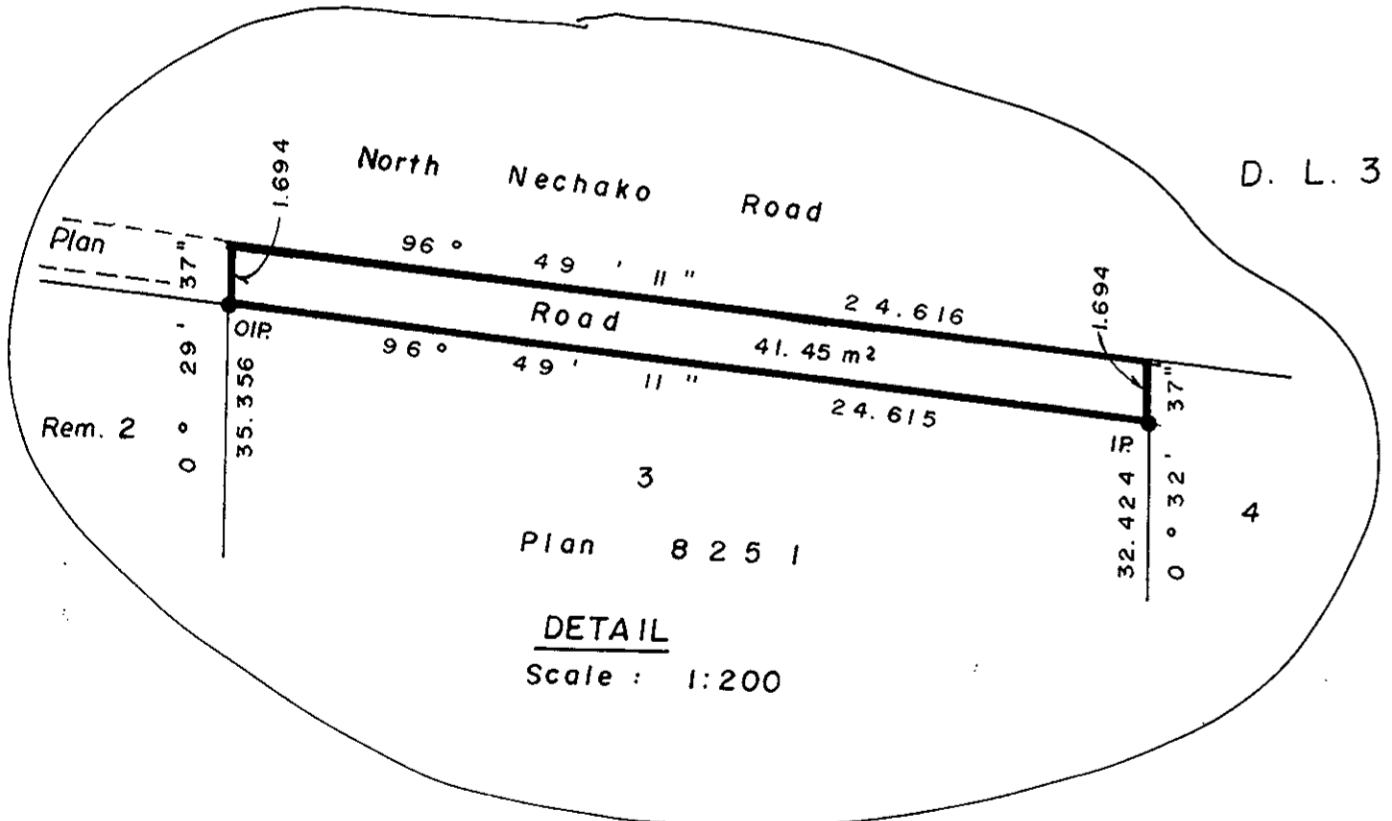 D. L. 3
North Nechako Road
1.694
Plan
96° 49' 11"
24.616
1.694
Road
41.45 m²
OIP.
96° 49' 11"
24.615
0° 29' 37"
35.356
Rem. 2
IP.
32.424
0° 32' 37"
3
4
Plan 8251
DETAIL
Scale : 1:200